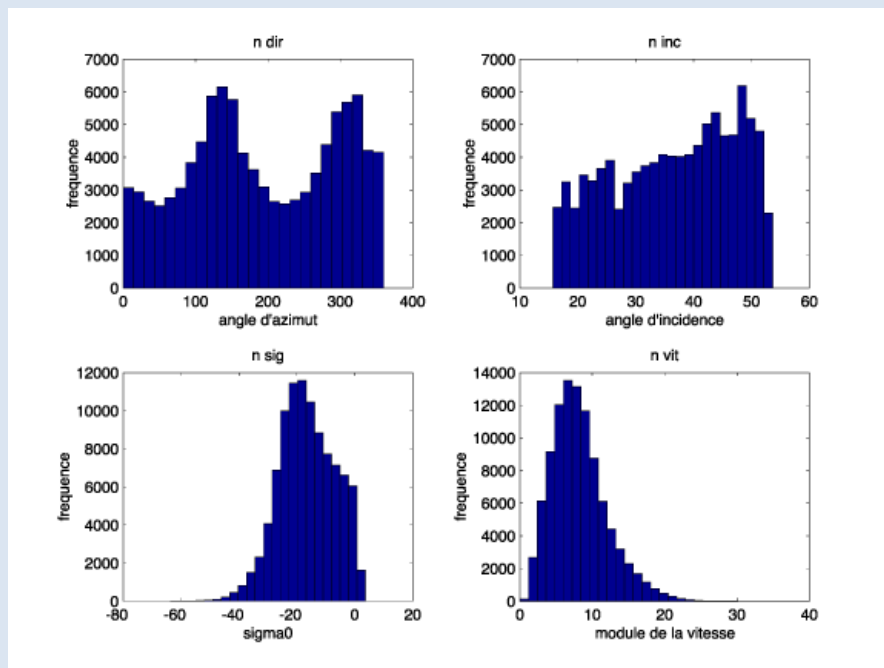 n dir
7000
6000
5000
4000
3000
2000
1000
0
frequence
0 100 200 300 400
angle d'azimut
n inc
7000
6000
5000
4000
3000
2000
1000
0
frequence
10 20 30 40 50 60
angle d'incidence
n sig
12000
10000
8000
6000
4000
2000
0
frequence
-80 -60 -40 -20 0 20
sigma0
n vit
14000
12000
10000
8000
6000
4000
2000
0
frequence
0 10 20 30 40
module de la vitesse